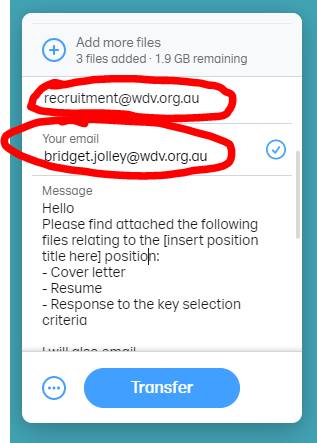 Add more files
3 files added · 1.9 GB remaining
recruitment@wdv.org.au
Your email
bridget.jolley@wdv.org.au
Message
Hello
Please find attached the following
files relating to the [insert position
title here] position:
- Cover letter
- Resume
- Response to the key selection
criteria
I will also email
Transfer